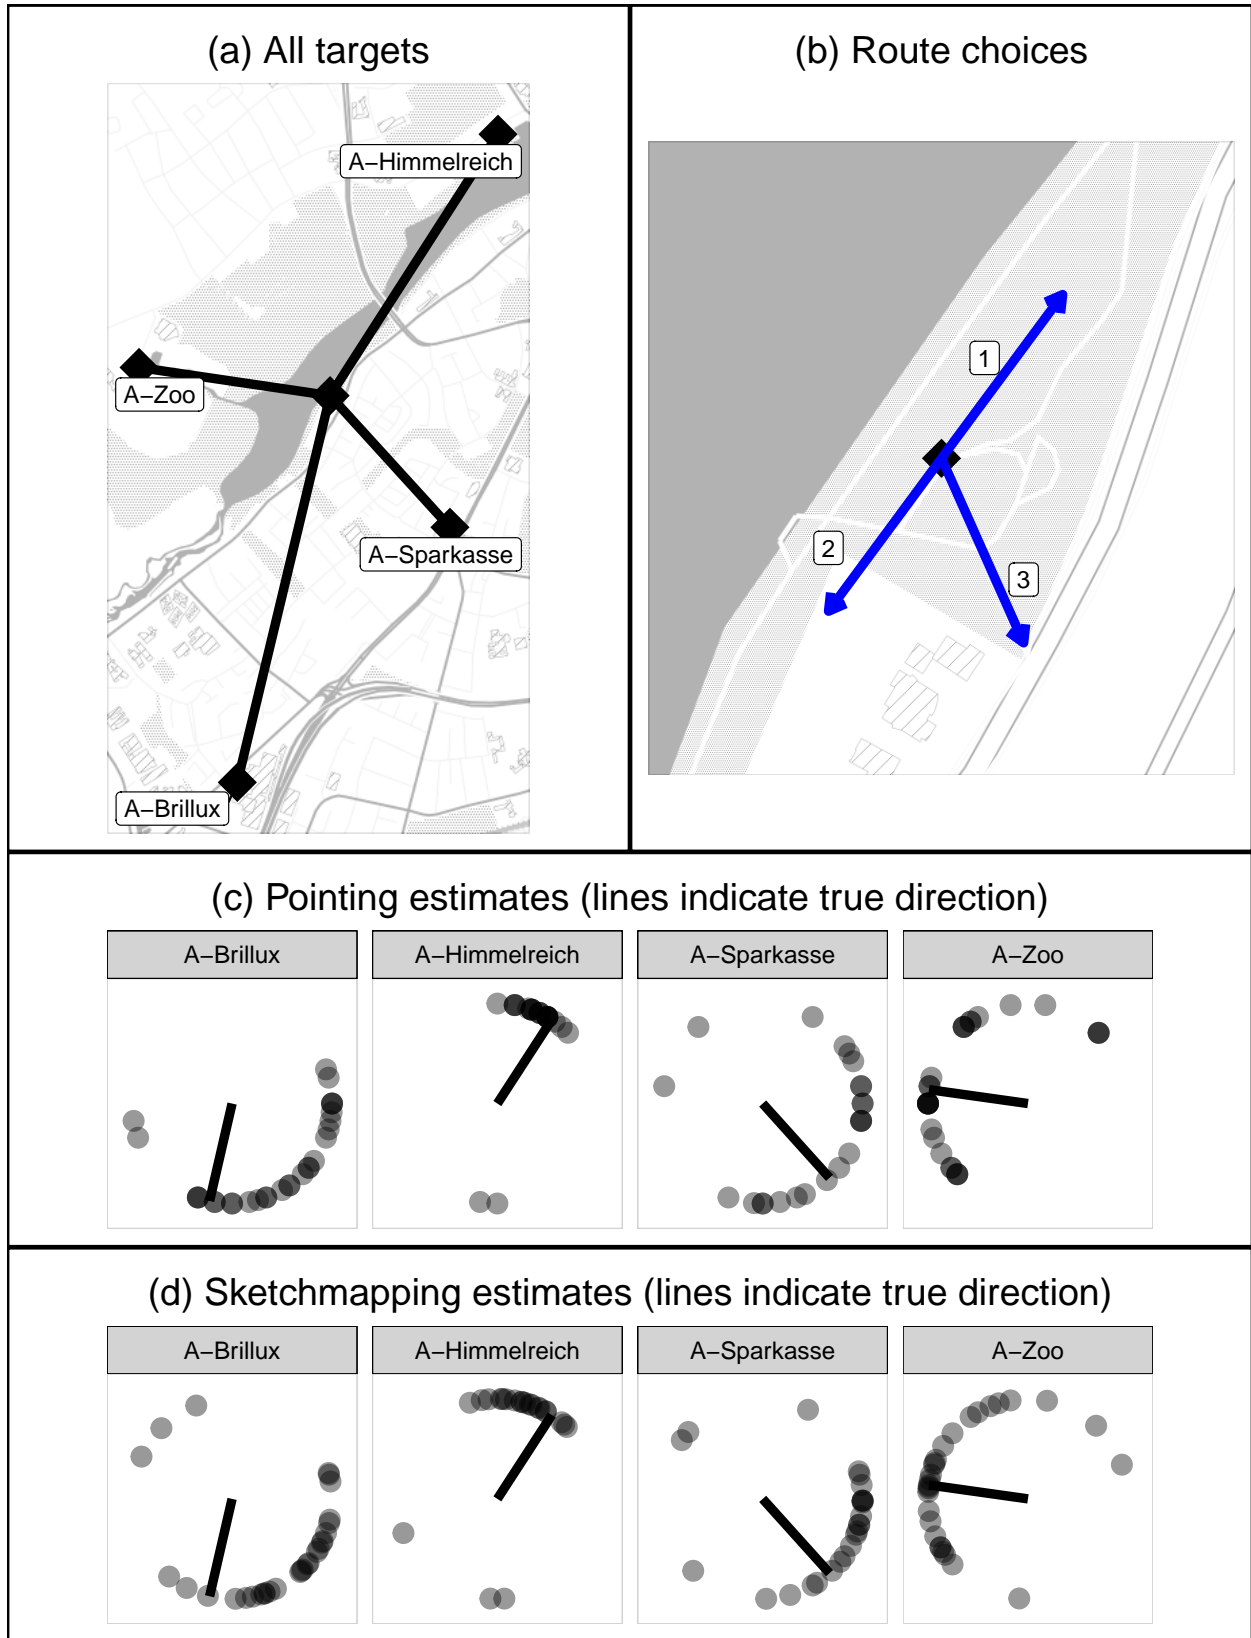 (a) All targets
A−Himmelreich
A−Zoo
A−Sparkasse
A−Brillux
(b) Route choices
1
2
3
(c) Pointing estimates (lines indicate true direction)
A−Brillux
A−Himmelreich
A−Sparkasse
A−Zoo
(d) Sketchmapping estimates (lines indicate true direction)
A−Brillux
A−Himmelreich
A−Sparkasse
A−Zoo